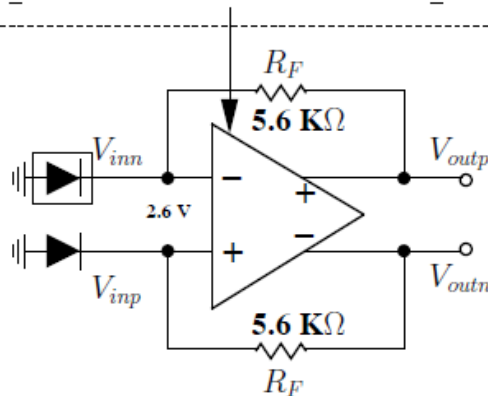 R_F
5.6 KΩ
V_inn
V_outp
−
+
2.6 V
−
+
V_inp
V_outn
5.6 KΩ
R_F